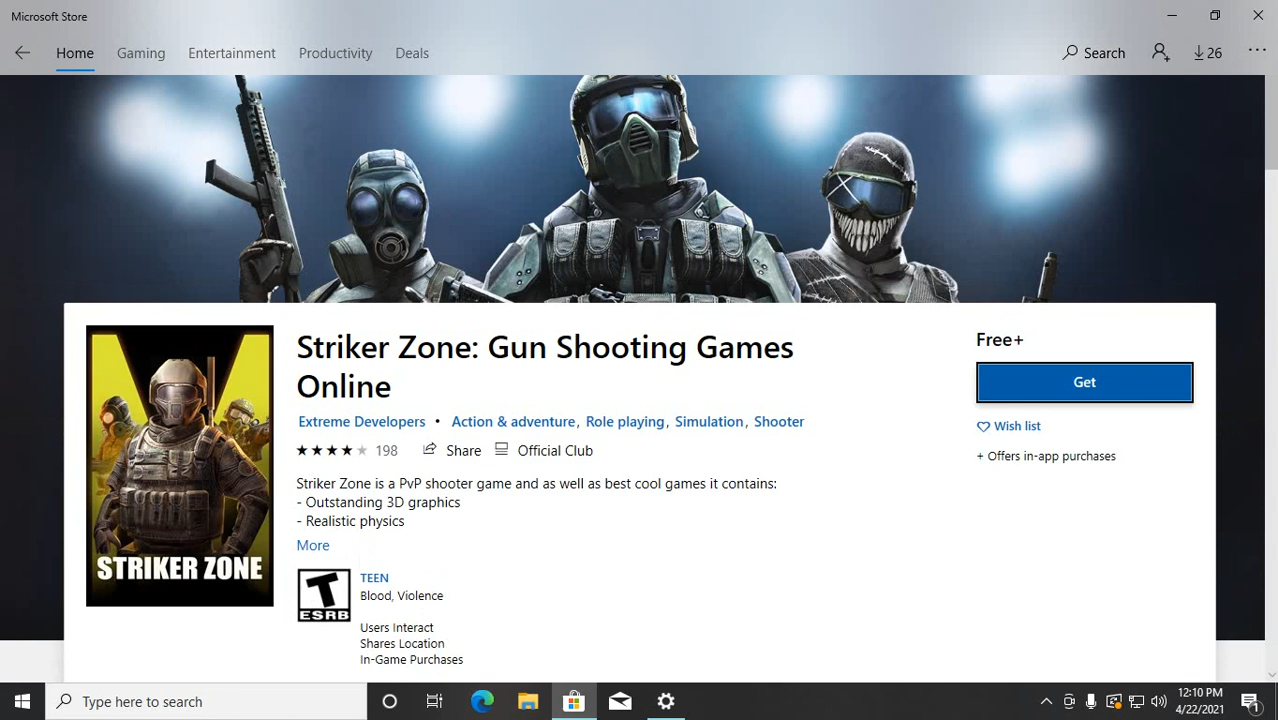 Microsoft Store
Home Gaming Entertainment Productivity Deals Search 26
Striker Zone: Gun Shooting Games
Online
Free+
Get
Extreme Developers • Action & adventure, Role playing, Simulation, Shooter
Wish list
198 Share Official Club
+ Offers in-app purchases
Striker Zone is a PvP shooter game and as well as best cool games it contains:
- Outstanding 3D graphics
- Realistic physics
More
STRIKER ZONE
T
ESRB
TEEN
Blood, Violence
Users Interact
Shares Location
In-Game Purchases
Type here to search
12:10 PM
4/22/2021
1